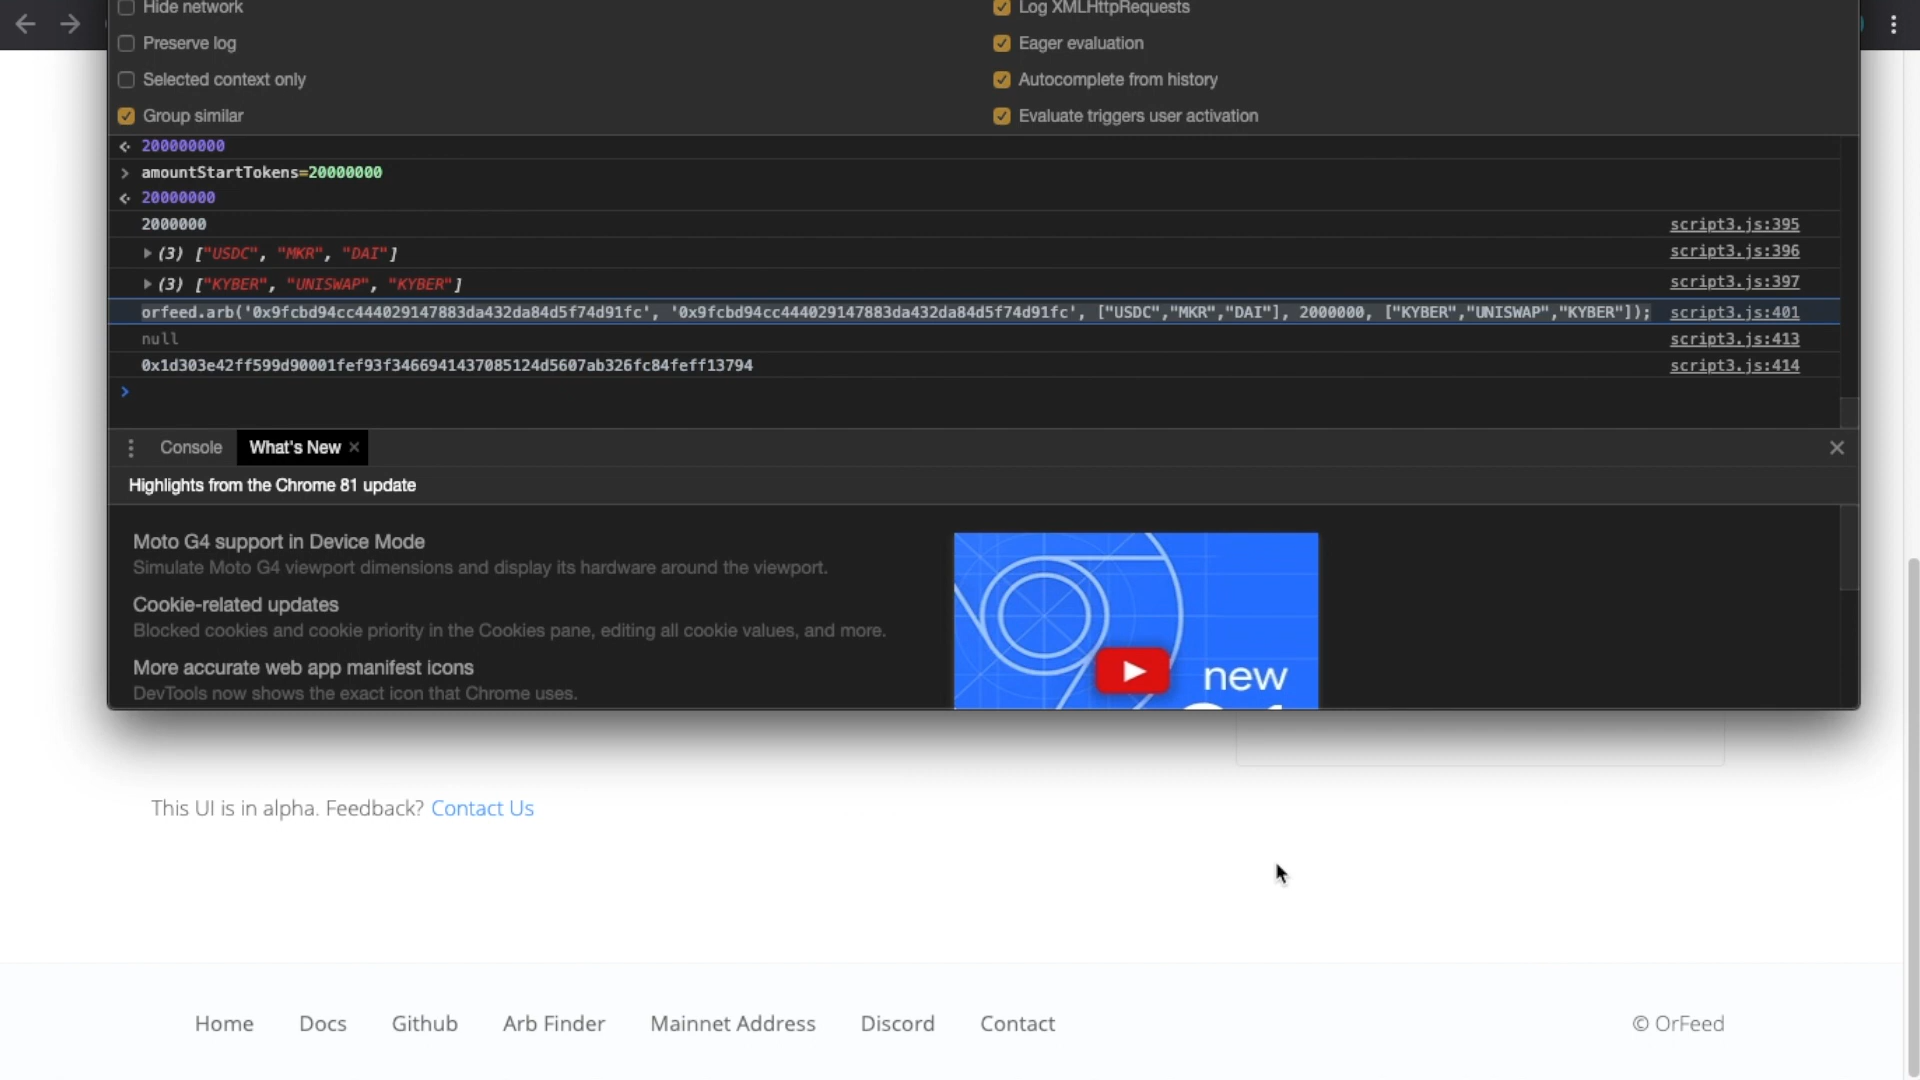 Hide network
Log XMLHttpRequests
Preserve log
Eager evaluation
Selected context only
Autocomplete from history
Group similar
Evaluate triggers user activation
200000000
amountStartTokens=20000000
20000000
2000000 script3.js:395
(3) ["USDC", "MKR", "DAI"] script3.js:396
(3) ["KYBER", "UNISWAP", "KYBER"] script3.js:397
orfeed.arb('0x9fcbd94cc444029147883da432da84d5f74d91fc', '0x9fcbd94cc444029147883da432da84d5f74d91fc', ["USDC","MKR","DAI"], 2000000, ["KYBER","UNISWAP","KYBER"]); script3.js:401
null script3.js:413
0x1d303e42ff599d90001fef93f3466941437085124d5607ab326fc84feff13794 script3.js:414
Console What's New
Highlights from the Chrome 81 update
Moto G4 support in Device Mode
Simulate Moto G4 viewport dimensions and display its hardware around the viewport.
Cookie-related updates
Blocked cookies and cookie priority in the Cookies pane, editing all cookie values, and more.
More accurate web app manifest icons
DevTools now shows the exact icon that Chrome uses.
new
This UI is in alpha. Feedback? Contact Us
Home Docs Github Arb Finder Mainnet Address Discord Contact © OrFeed